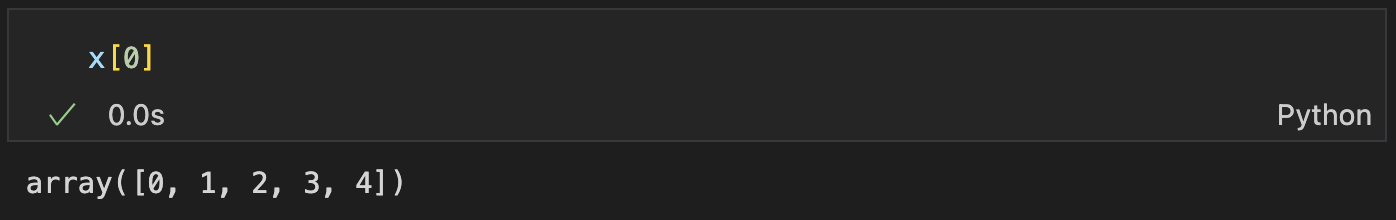 x[0]
0.0s Python
array([0, 1, 2, 3, 4])